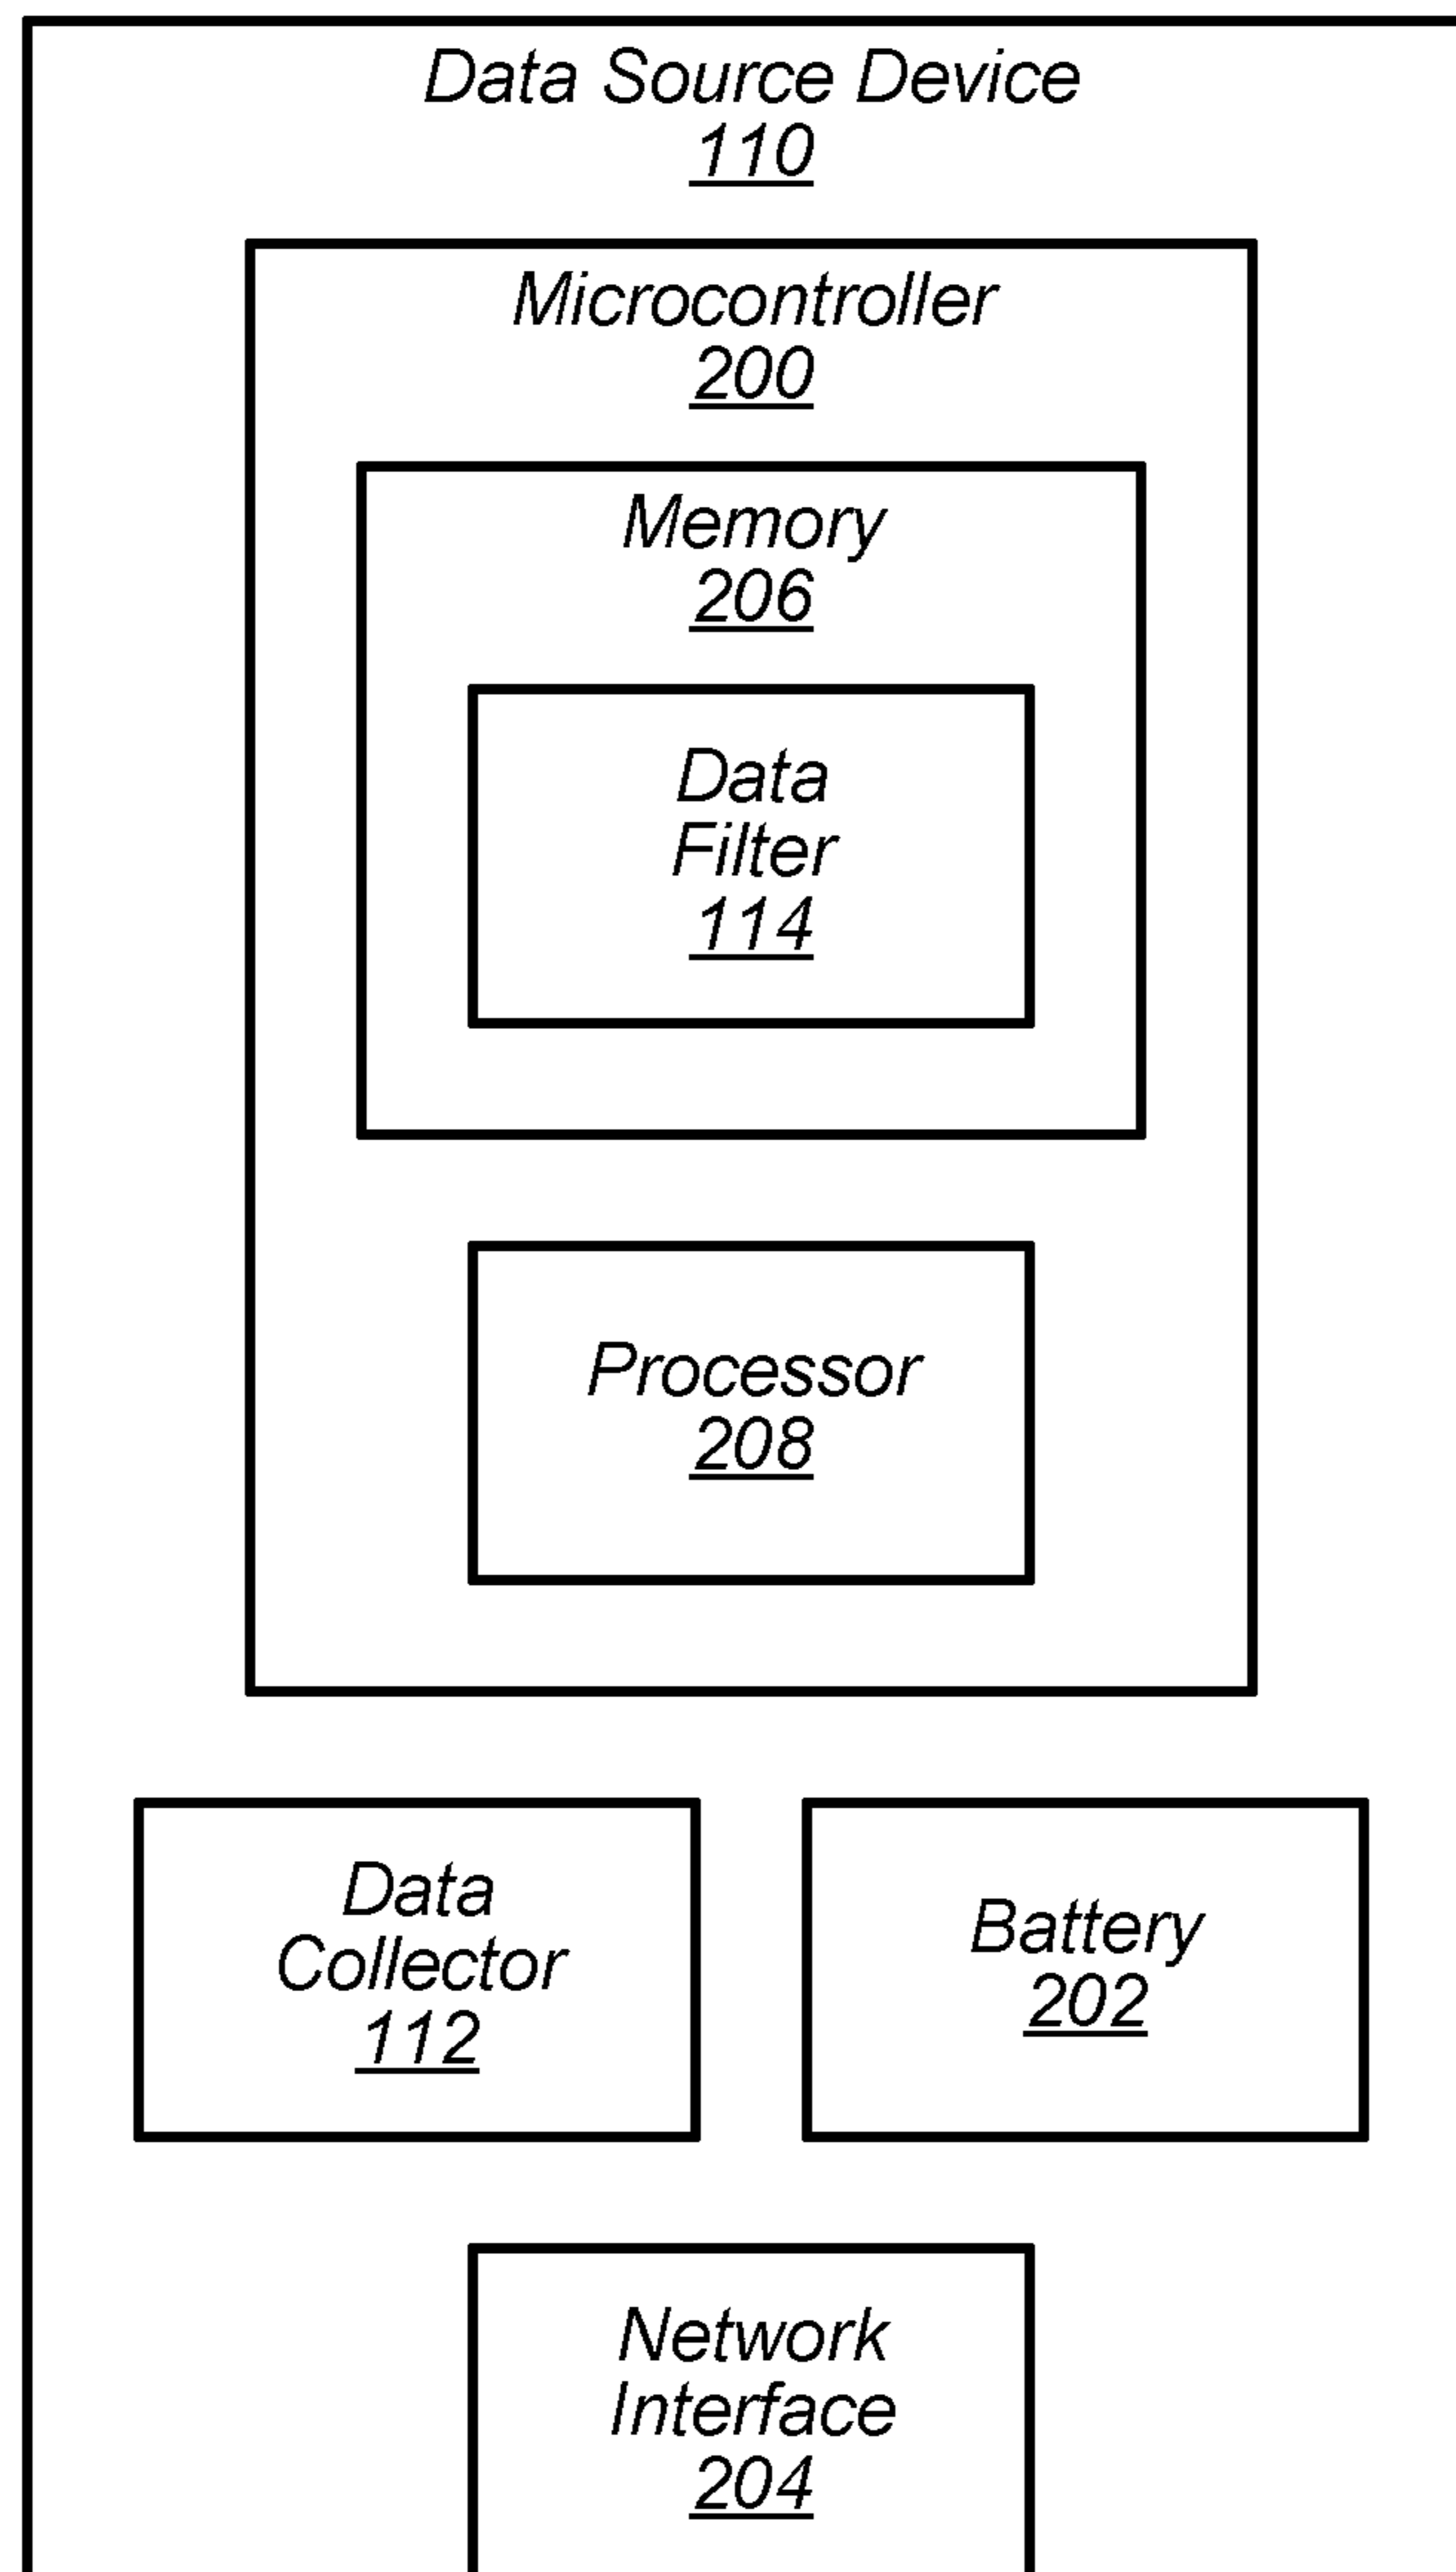 Data Source Device
110
Microcontroller
200
Memory
206
Data
Filter
114
Processor
208
Data
Collector
112
Battery
202
Network
Interface
204